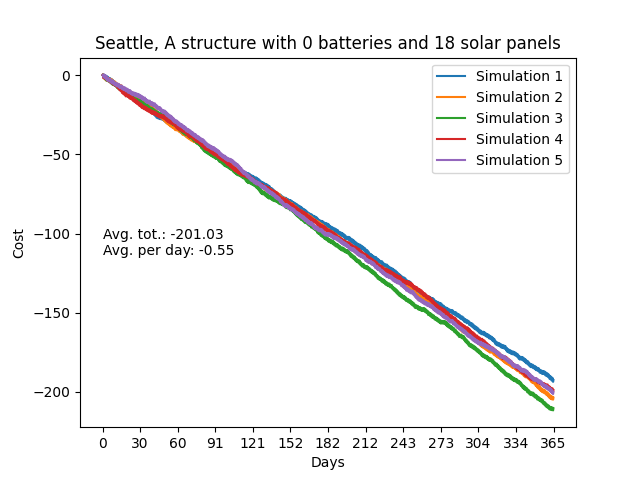 Seattle, A structure with 0 batteries and 18 solar panels
Simulation 1
Simulation 2
Simulation 3
Simulation 4
Simulation 5
Avg. tot.: -201.03
Avg. per day: -0.55
Cost
0
−50
−100
−150
−200
0 30 60 91 121 152 182 212 243 273 304 334 365
Days